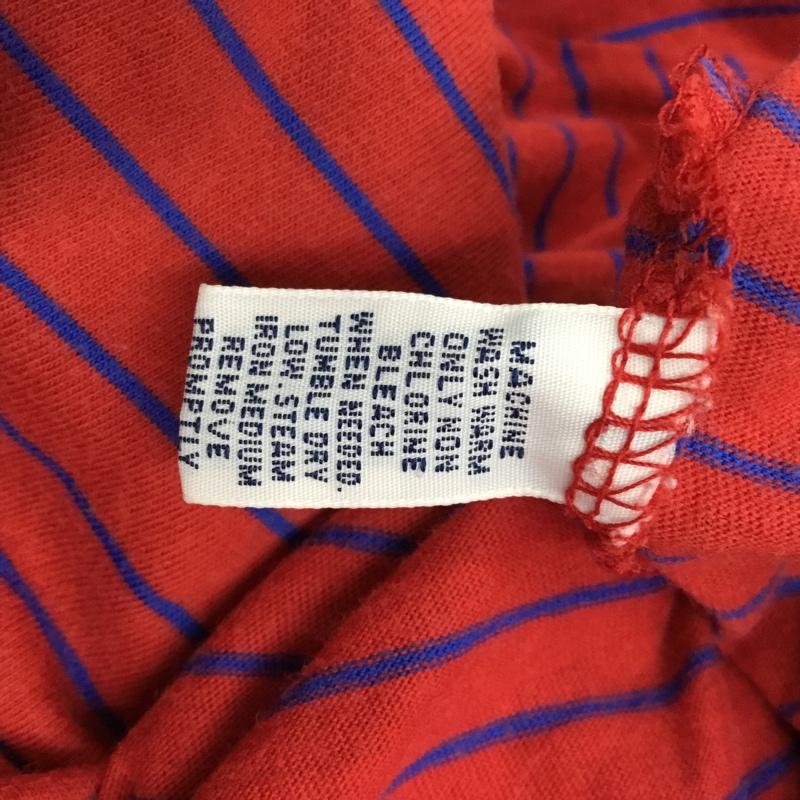 MACHINE
WASH WARM
ONLY NON
CHLORINE
BLEACH
WHEN NEEDED.
TUMBLE DRY
LOW, STEAM
IRON MEDIUM
REMOVE
PROMPTLY